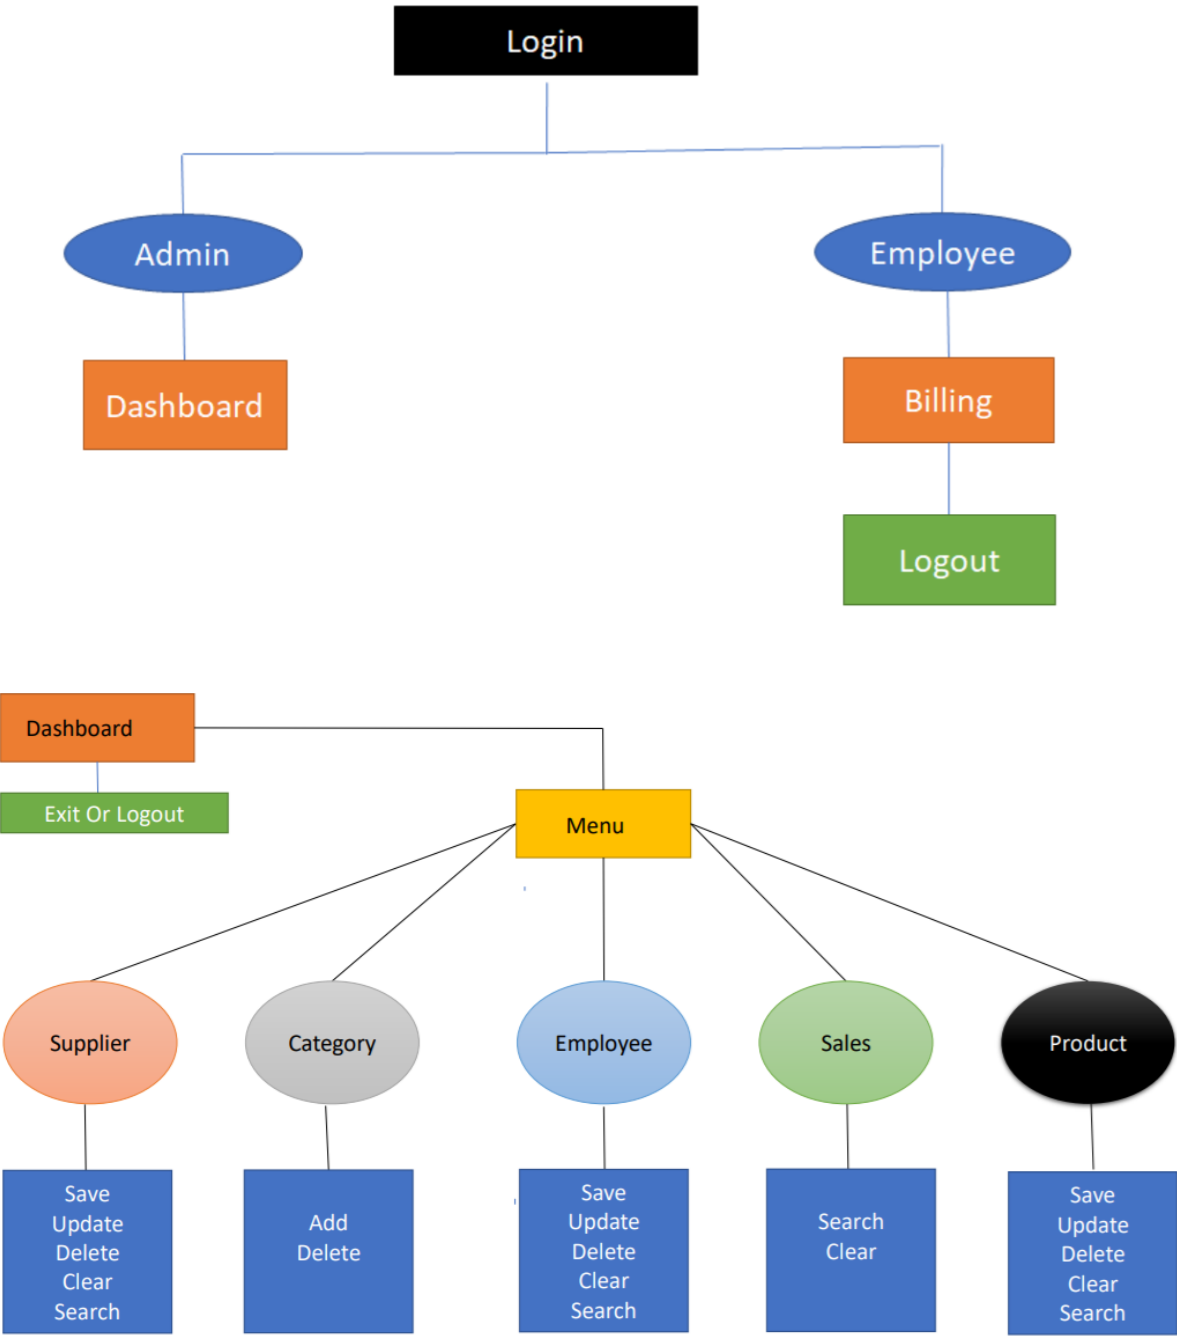 Login
Admin
Employee
Dashboard
Billing
Logout
Dashboard
Exit Or Logout
Menu
Supplier
Category
Employee
Sales
Product
Save
Update
Delete
Clear
Search
Add
Delete
Save
Update
Delete
Clear
Search
Search
Clear
Save
Update
Delete
Clear
Search